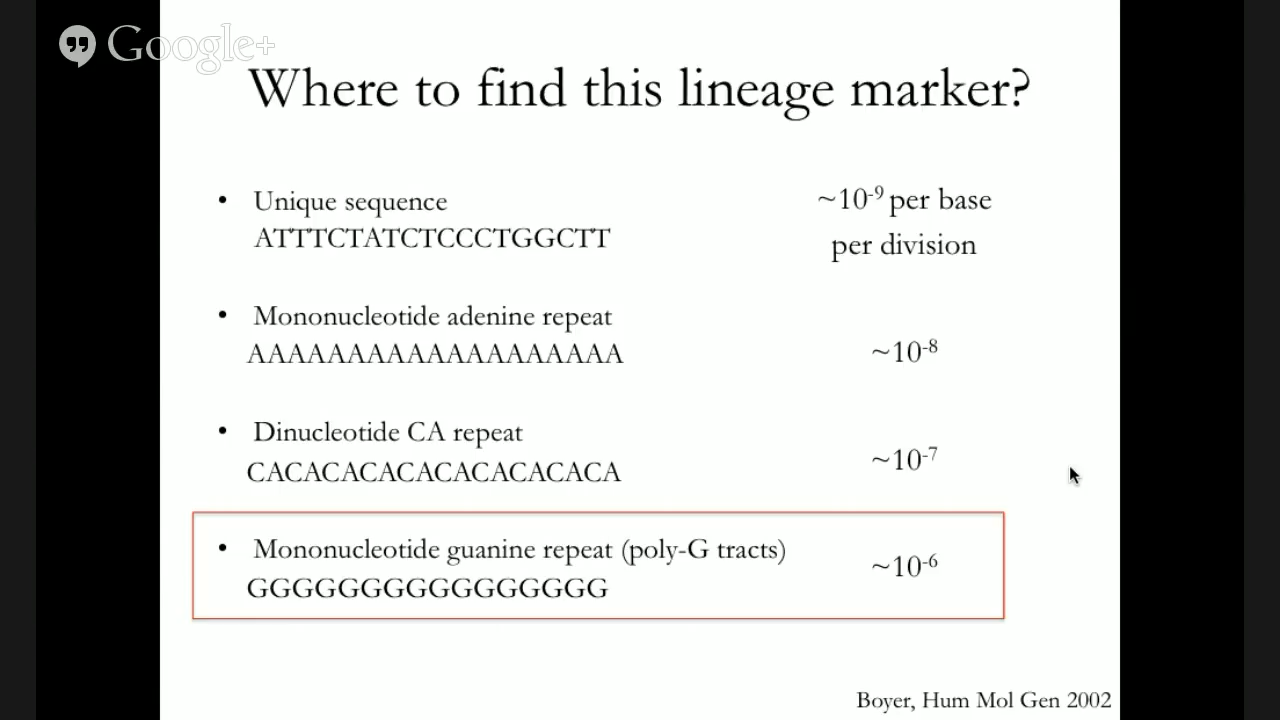 Google+
Where to find this lineage marker?
• Unique sequence
ATTTCTATCTCCCTGGCTT
~10⁻⁹ per base
per division
• Mononucleotide adenine repeat
AAAAAAAAAAAAAAAAAAA
~10⁻⁸
• Dinucleotide CA repeat
CACACACACACACACACACA
~10⁻⁷
• Mononucleotide guanine repeat (poly-G tracts)
GGGGGGGGGGGGGGGG
~10⁻⁶
Boyer, Hum Mol Gen 2002